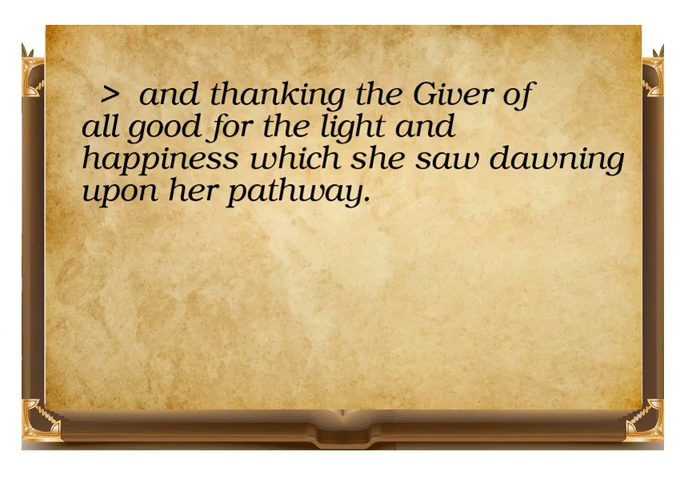 > and thanking the Giver of
all good for the light and
happiness which she saw dawning
upon her pathway.